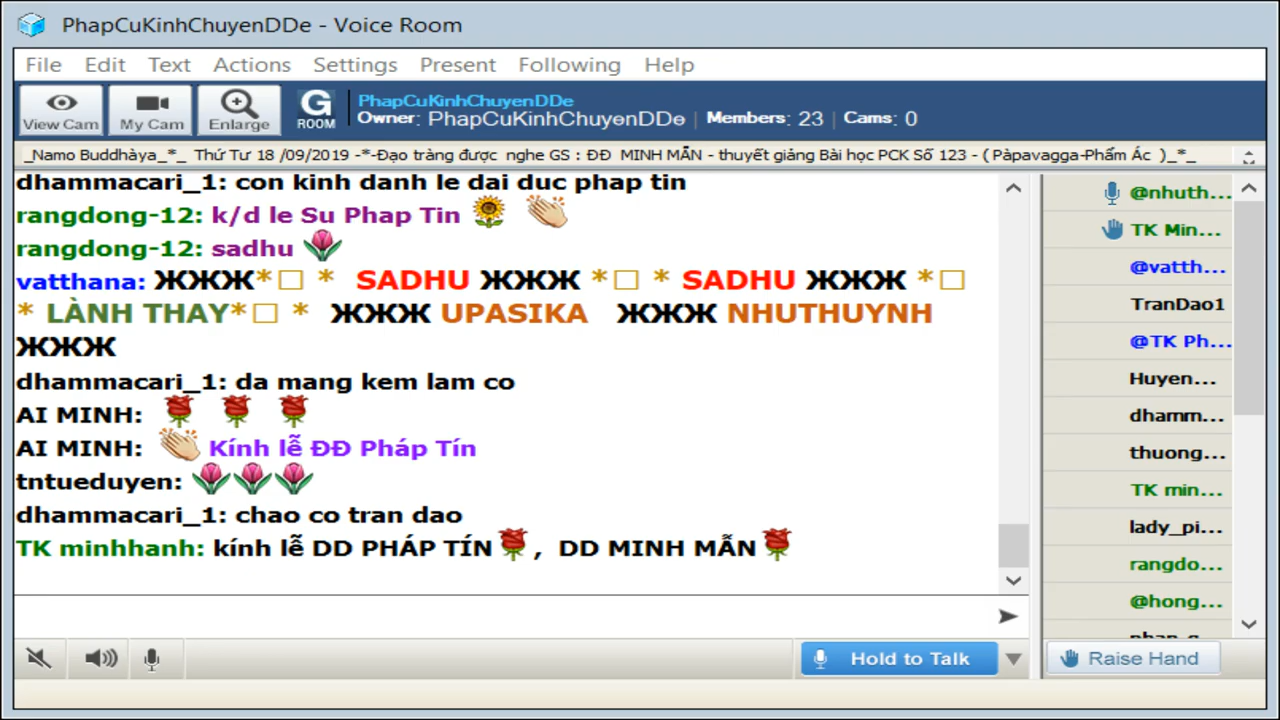 PhapCuKinhChuyenDDe - Voice Room
File Edit Text Actions Settings Present Following Help
View Cam My Cam Enlarge G ROOM
PhapCuKinhChuyenDDe
Owner: PhapCuKinhChuyenDDe | Members: 23 | Cams: 0
_Namo Buddhàya_*_ Thứ Tư 18 /09/2019 -*-Đạo tràng được nghe GS : ĐĐ MINH MẪN - thuyết giảng Bài học PCK Số 123 - ( Pàpavagga-Phẩm Ác )_*_
dhammacari_1: con kinh danh le dai duc phap tin
rangdong-12: k/d le Su Phap Tin
rangdong-12: sadhu
vatthana: ЖЖЖ*□ * SADHU ЖЖЖ *□ * SADHU ЖЖЖ *□
* LÀNH THAY*□ * ЖЖЖ UPASIKA ЖЖЖ NHUTHUYNH
ЖЖЖ
dhammacari_1: da mang kem lam co
AI MINH:
AI MINH: Kính lễ ĐĐ Pháp Tín
tntueduyen:
dhammacari_1: chao co tran dao
TK minhhanh: kính lễ DD PHÁP TÍN, DD MINH MẪN
@nhuth...
TK Min...
@vatth...
TranDao1
@TK Ph...
Huyen...
dhamm...
thuong...
TK min...
lady_pi...
rangdo...
@hong...
Hold to Talk
Raise Hand